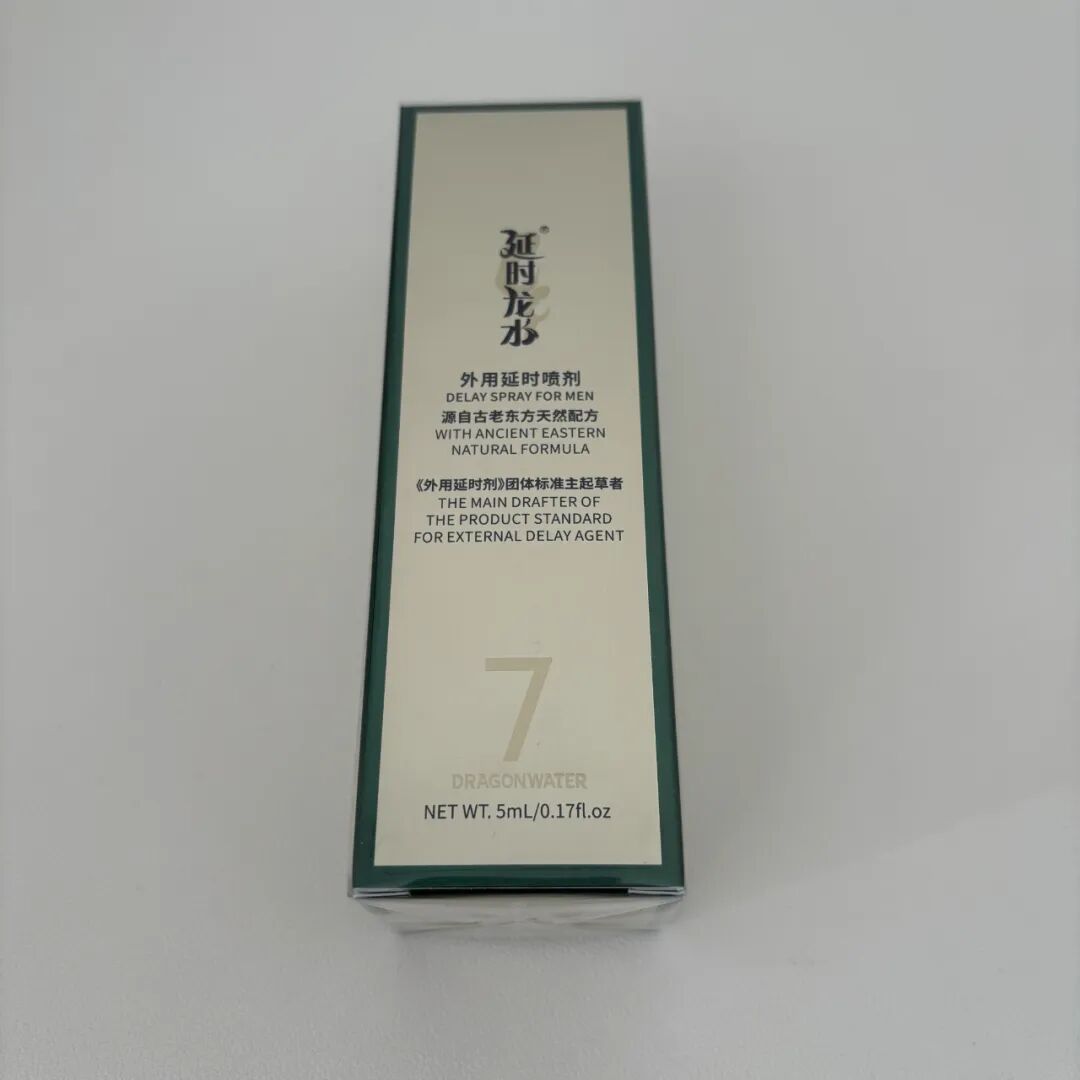 延时龙水®
外用延时喷剂
DELAY SPRAY FOR MEN
源自古老东方天然配方
WITH ANCIENT EASTERN
NATURAL FORMULA
《外用延时剂》团体标准主起草者
THE MAIN DRAFTER OF
THE PRODUCT STANDARD
FOR EXTERNAL DELAY AGENT
7
DRAGONWATER
NET WT. 5mL/0.17fl.oz